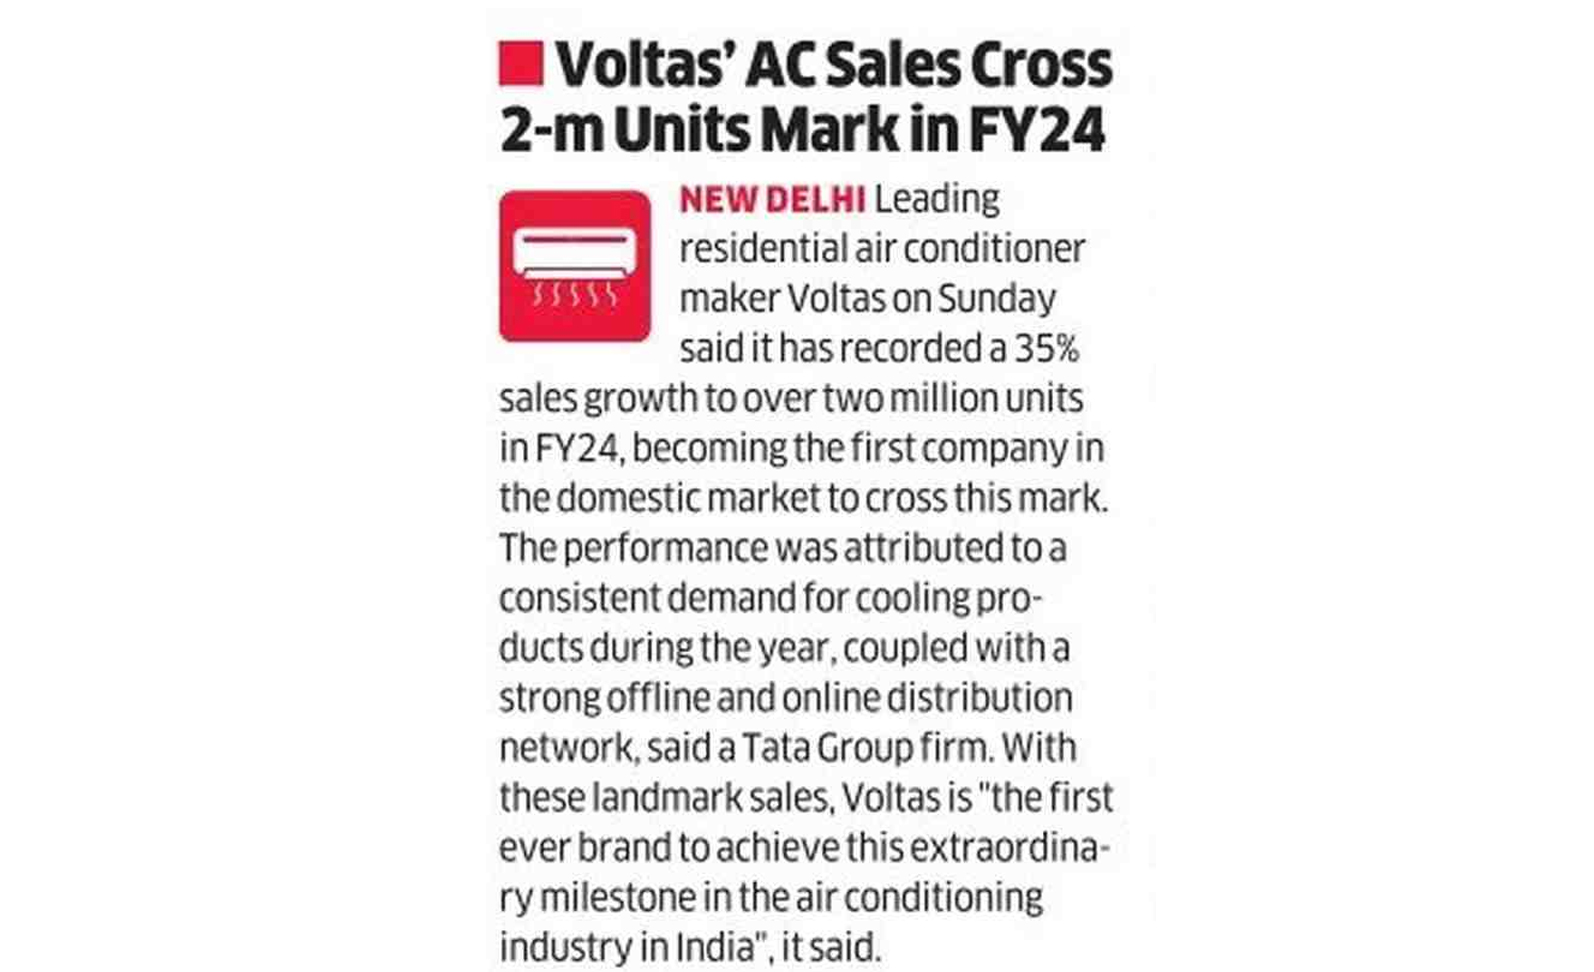 Voltas’ AC Sales Cross
2-m Units Mark in FY24
NEW DELHI Leading
residential air conditioner
maker Voltas on Sunday
said it has recorded a 35%
sales growth to over two million units
in FY24, becoming the first company in
the domestic market to cross this mark.
The performance was attributed to a
consistent demand for cooling pro-
ducts during the year, coupled with a
strong offline and online distribution
network, said a Tata Group firm. With
these landmark sales, Voltas is "the first
ever brand to achieve this extraordina-
ry milestone in the air conditioning
industry in India", it said.